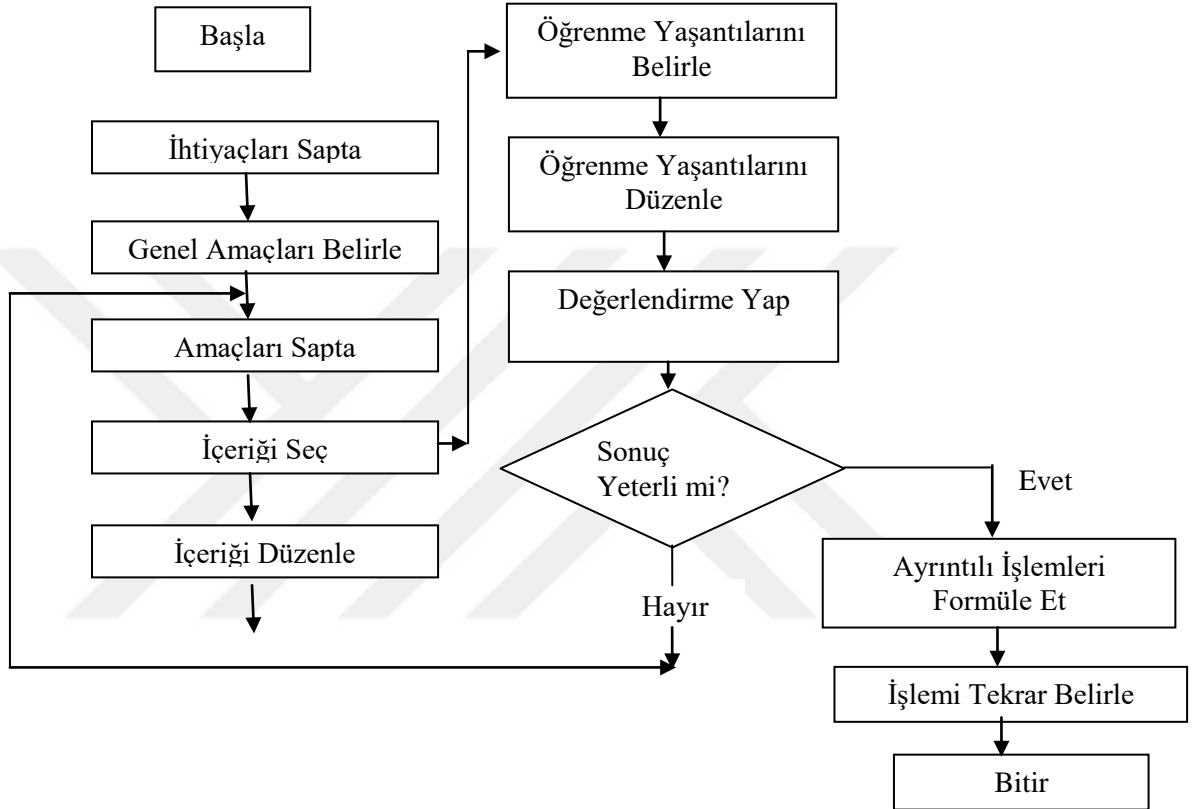 Başla
İhtiyaçları Sapta
Genel Amaçları Belirle
Amaçları Sapta
İçeriği Seç
İçeriği Düzenle
Öğrenme Yaşantılarını
Belirle
Öğrenme Yaşantılarını
Düzenle
Değerlendirme Yap
Sonuç
Yeterli mi?
Hayır
Evet
Ayrıntılı İşlemleri
Formüle Et
İşlemi Tekrar Belirle
Bitir